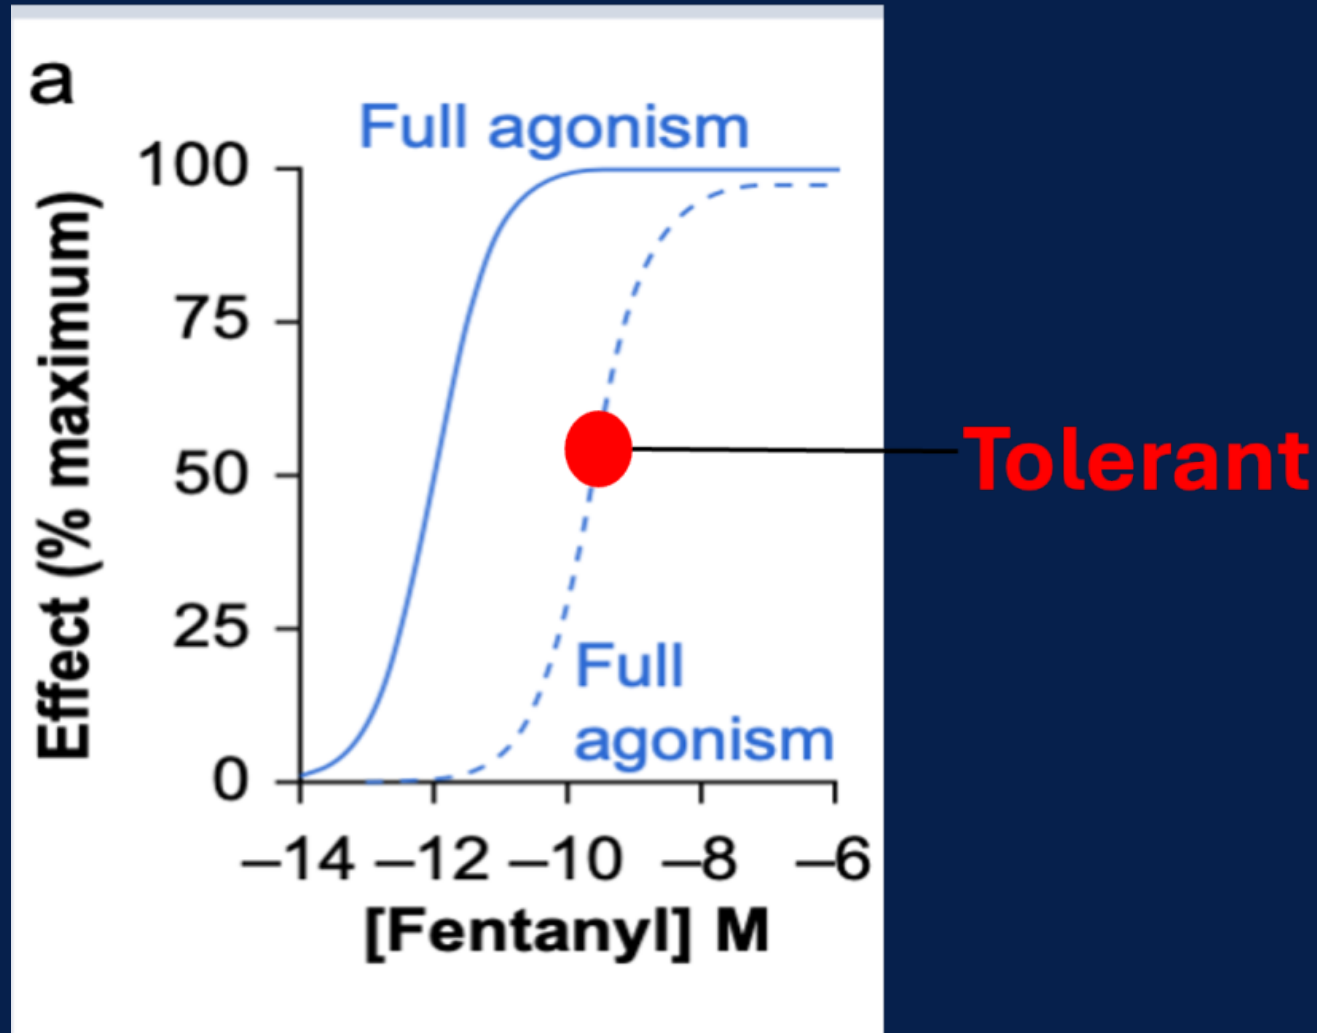 a
Full agonism
100
75
50
25
0
Effect (% maximum)
Tolerant
Full
agonism
–14 –12 –10 –8 –6
[Fentanyl] M